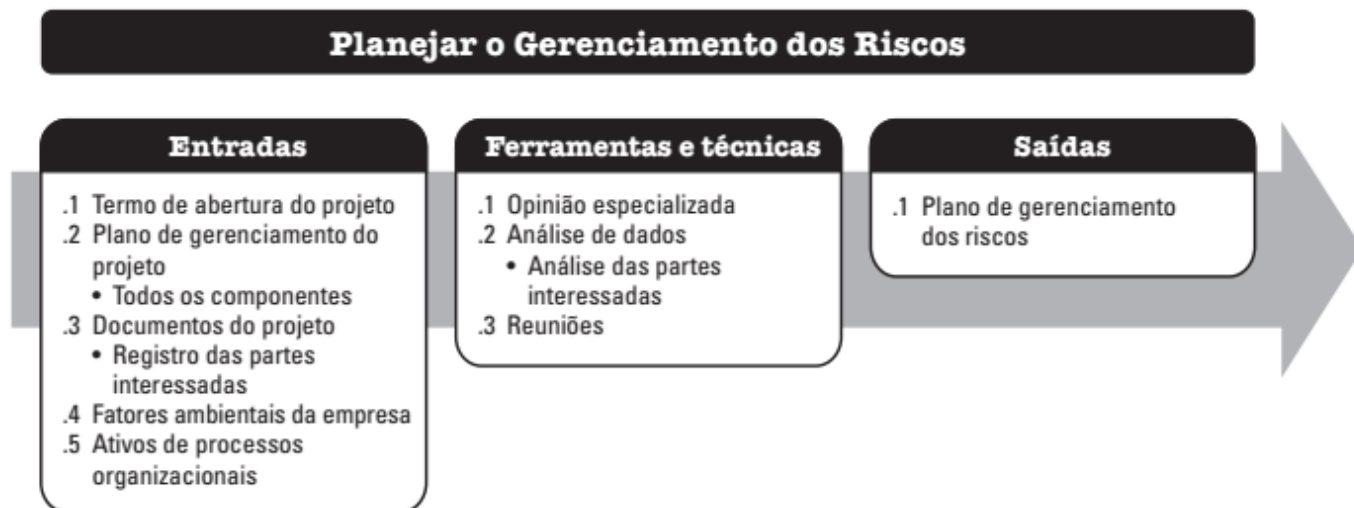 Planejar o Gerenciamento dos Riscos
Entradas
.1 Termo de abertura do projeto
.2 Plano de gerenciamento do
projeto
• Todos os componentes
.3 Documentos do projeto
• Registro das partes
interessadas
.4 Fatores ambientais da empresa
.5 Ativos de processos
organizacionais
Ferramentas e técnicas
.1 Opinião especializada
.2 Análise de dados
• Análise das partes
interessadas
.3 Reuniões
Saídas
.1 Plano de gerenciamento
dos riscos